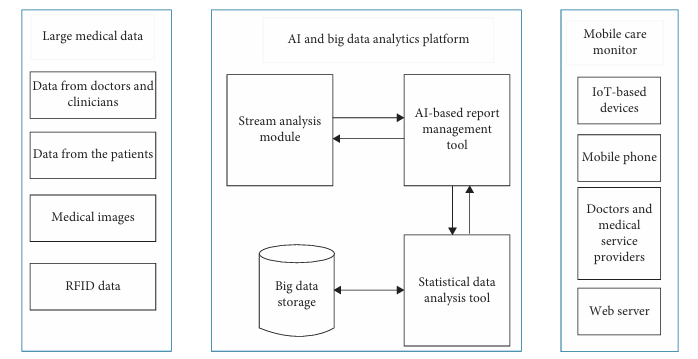 Large medical data
Data from doctors and
clinicians
Data from the patients
Medical images
RFID data
AI and big data analytics platform
Stream analysis
module
AI-based report
management
tool
Big data
storage
Statistical data
analysis tool
Mobile care
monitor
IoT-based
devices
Mobile phone
Doctors and
medical
service
providers
Web server